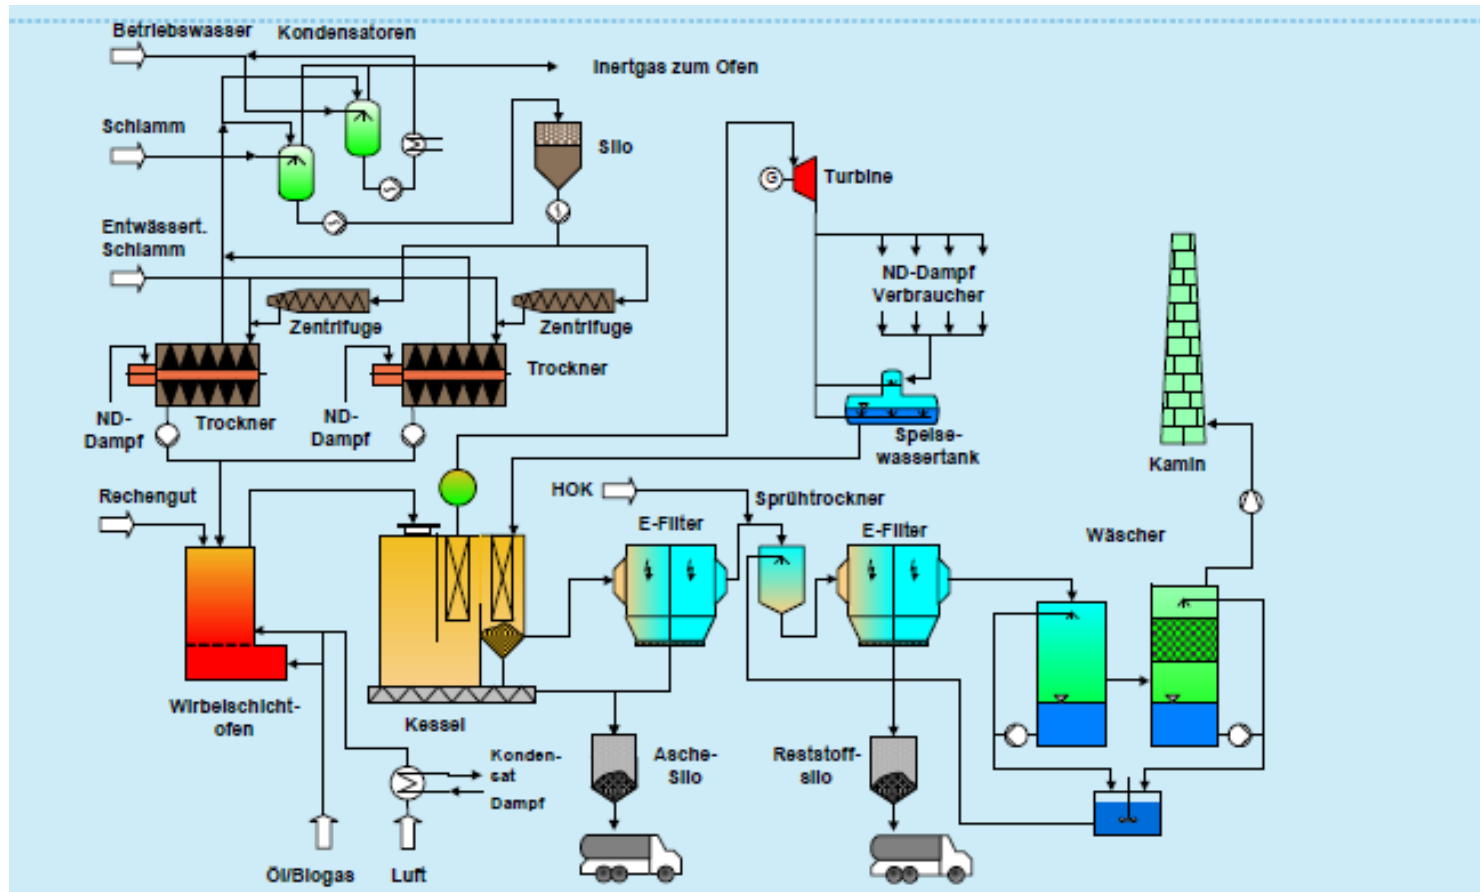 Betriebswasser
Kondensatoren
Inertgas zum Ofen
Schlamm
Silo
G
Turbine
Entwässert.
Schlamm
ND-Dampf
Verbraucher
Zentrifuge
Zentrifuge
Trockner
ND-
Dampf
Trockner
ND-
Dampf
Speise-
wassertank
Kamin
Rechengut
HOK
Sprühtrockner
E-Filter
E-Filter
Wäscher
Wirbelschicht-
ofen
Kessel
Konden-
sat
Dampf
Asche-
Silo
Reststoff-
silo
Öl/Biogas
Luft